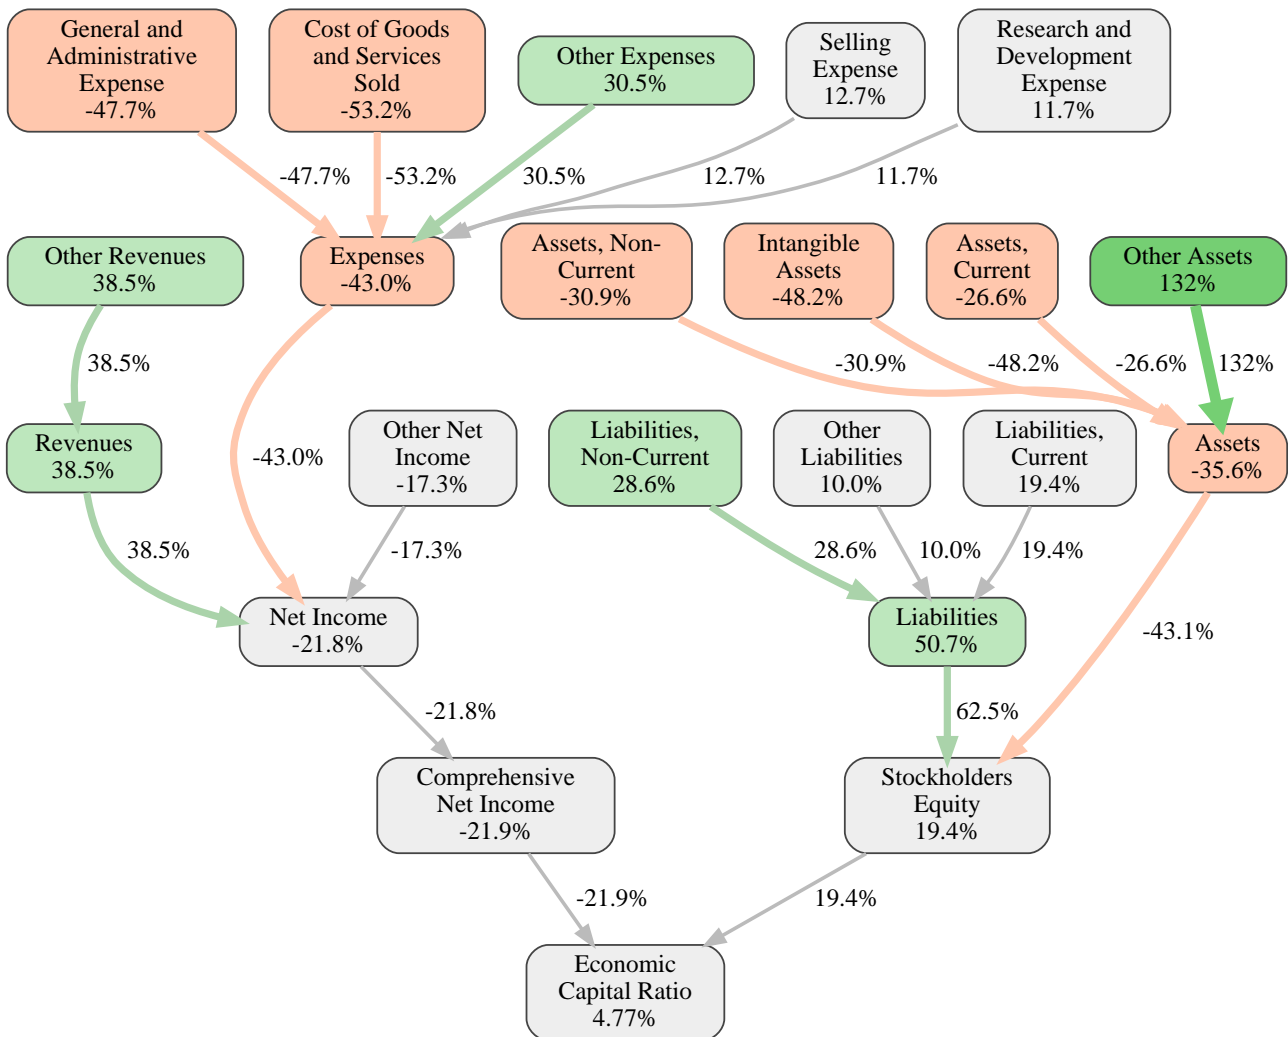 General and
Administrative
Expense
-47.7%
Cost of Goods
and Services
Sold
-53.2%
Other Expenses
30.5%
Selling
Expense
12.7%
Research and
Development
Expense
11.7%
-47.7%
-53.2%
30.5%
12.7%
11.7%
Other Revenues
38.5%
Expenses
-43.0%
Assets, Non-
Current
-30.9%
Intangible
Assets
-48.2%
Assets,
Current
-26.6%
Other Assets
132%
38.5%
-30.9%
-48.2%
-26.6%
132%
Revenues
38.5%
-43.0%
Other Net
Income
-17.3%
Liabilities,
Non-Current
28.6%
Other
Liabilities
10.0%
Liabilities,
Current
19.4%
Assets
-35.6%
38.5%
-17.3%
28.6%
10.0%
19.4%
-43.1%
Net Income
-21.8%
Liabilities
50.7%
-21.8%
62.5%
Comprehensive
Net Income
-21.9%
Stockholders
Equity
19.4%
-21.9%
19.4%
Economic
Capital Ratio
4.77%